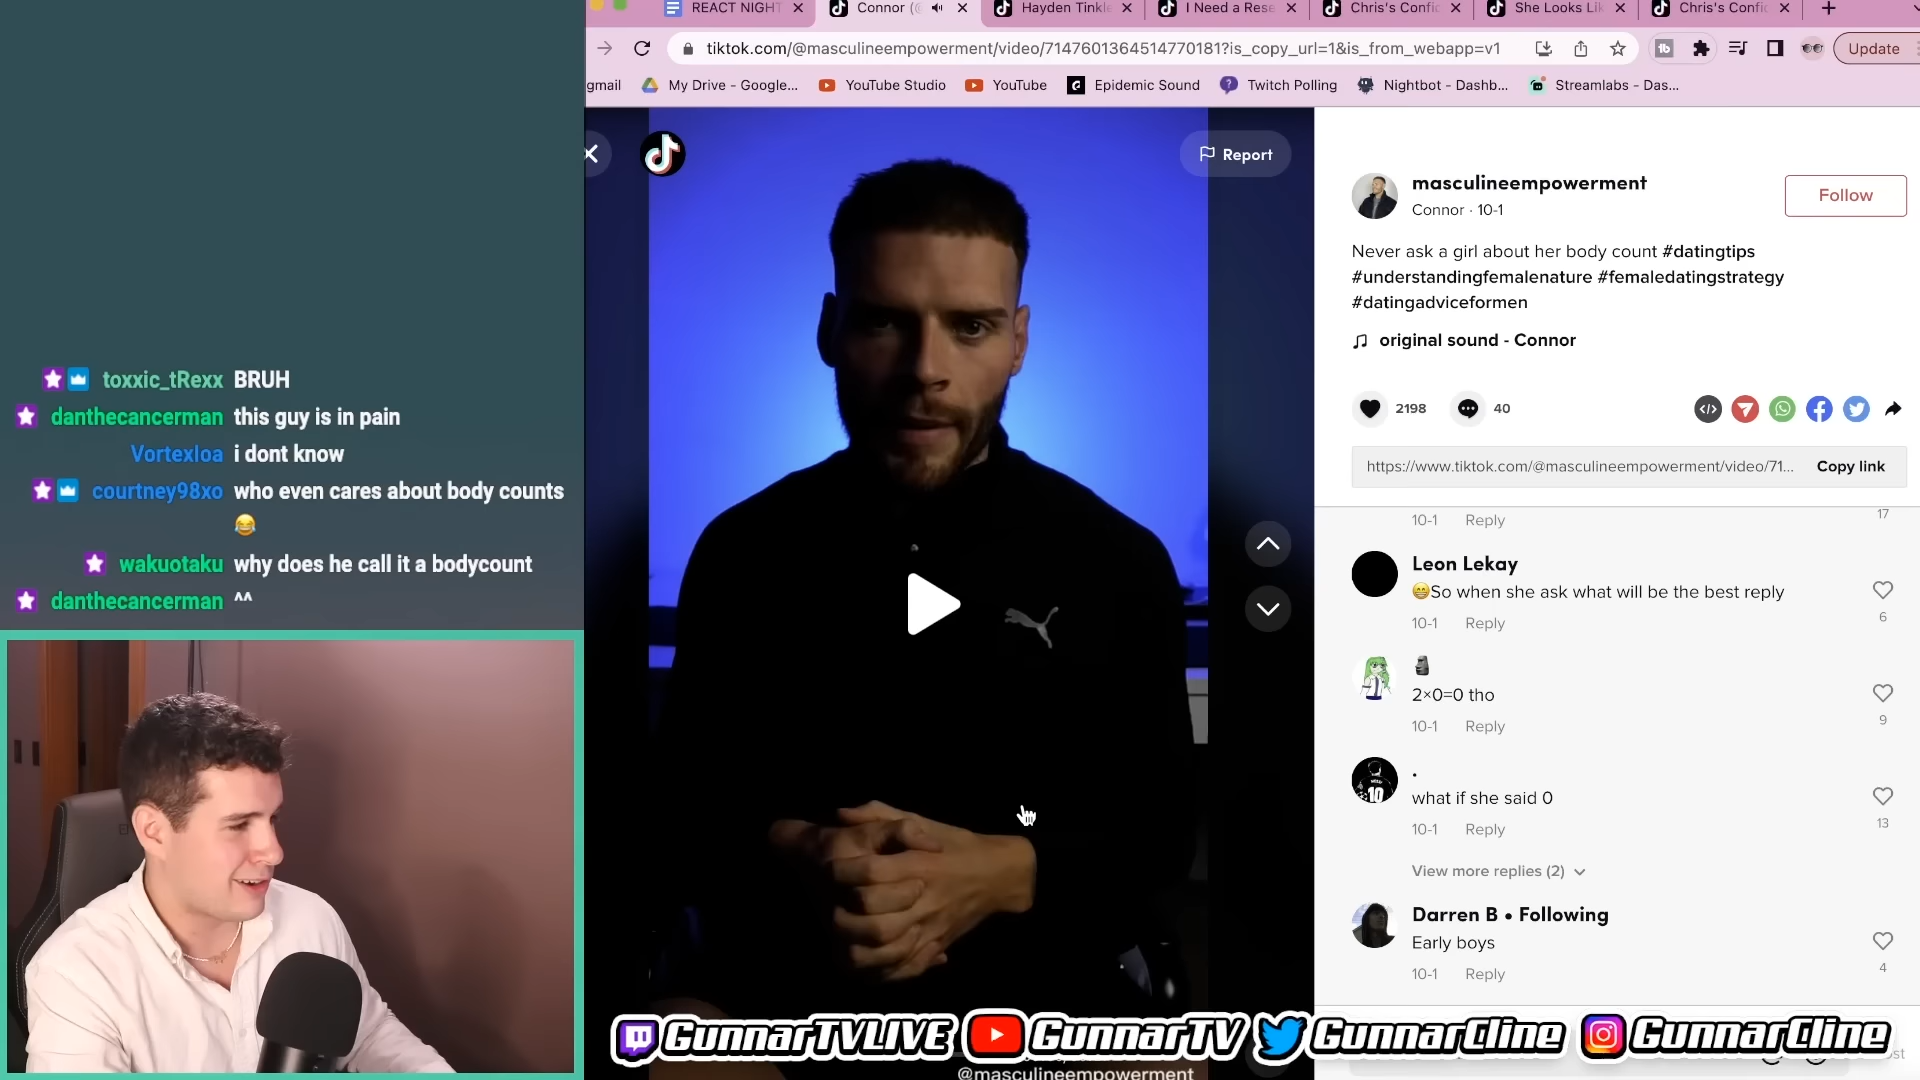 REACT NIGHT
Connor (@
Hayden Tinkle
I Need a Rese
Chris's Confid
She Looks Lik
Chris's Confid
tiktok.com/@masculineempowerment/video/7147601364514770181?is_copy_url=1&is_from_webapp=v1
Update
gmail
My Drive - Google...
YouTube Studio
YouTube
Epidemic Sound
Twitch Polling
Nightbot - Dashb...
Streamlabs - Das...
Report
masculineempowerment
Connor · 10-1
Follow
Never ask a girl about her body count #datingtips
#understandingfemalenature #femaledatingstrategy
#datingadviceformen
original sound - Connor
2198
40
https://www.tiktok.com/@masculineempowerment/video/71...
Copy link
10-1 Reply
17
Leon Lekay
😁So when she ask what will be the best reply
10-1 Reply
6
🗿
2×0=0 tho
10-1 Reply
9
.
what if she said 0
10-1 Reply
13
View more replies (2)
Darren B • Following
Early boys
10-1 Reply
4
toxxic_tRexx BRUH
danthecancerman this guy is in pain
Vortexloa i dont know
courtney98xo who even cares about body counts
😂
wakuotaku why does he call it a bodycount
danthecancerman ^^
GunnarTVLIVE
GunnarTV
GunnarCline
GunnarCline
@masculineempowerment